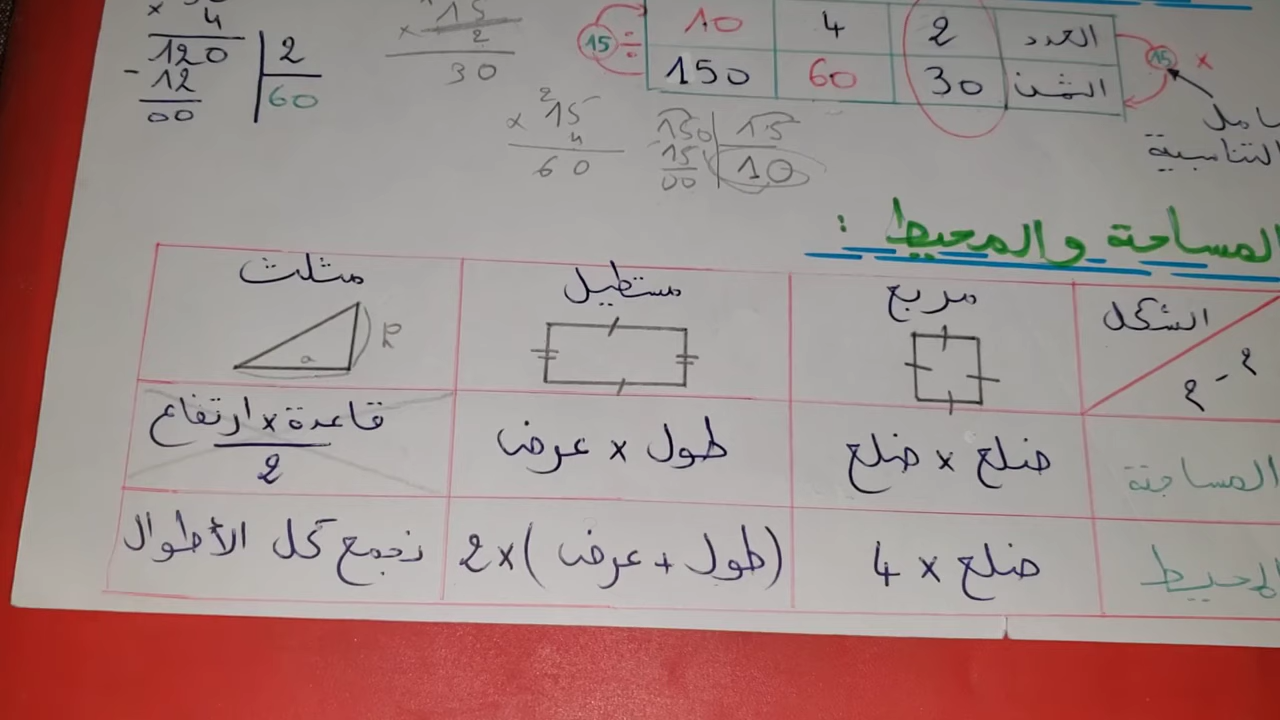 × 4
120 | 2
- 12 | 60
00
15
× 2
30
العدد 2 4 10
الثمن 30 60 150
15 ÷
15 ×
التناسبية
15
× 4
60
150 | 15
15 | 10
00
المساحة والمحيط :
الشكل مربع مستطيل مثلث
م - م
a h
المساحة ضلع × ضلع طول × عرض قاعدة × ارتفاع
2
المحيط ضلع × 4 (طول + عرض) × 2 نجمع كل الأطوال